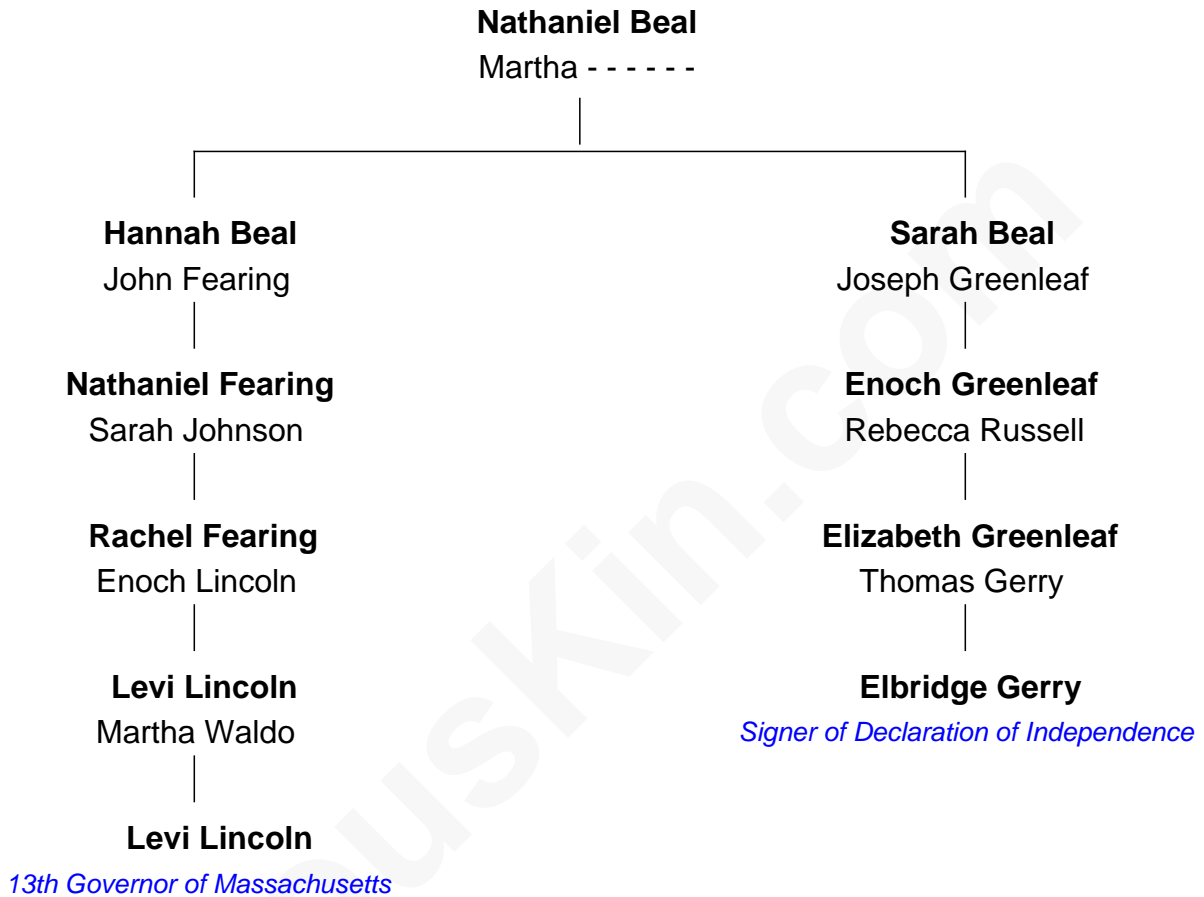 Nathaniel Beal
Martha - - - - - -
Hannah Beal
John Fearing
Sarah Beal
Joseph Greenleaf
Nathaniel Fearing
Sarah Johnson
Enoch Greenleaf
Rebecca Russell
Rachel Fearing
Enoch Lincoln
Elizabeth Greenleaf
Thomas Gerry
Levi Lincoln
Martha Waldo
Elbridge Gerry
Signer of Declaration of Independence
Levi Lincoln
13th Governor of Massachusetts
usKin.com